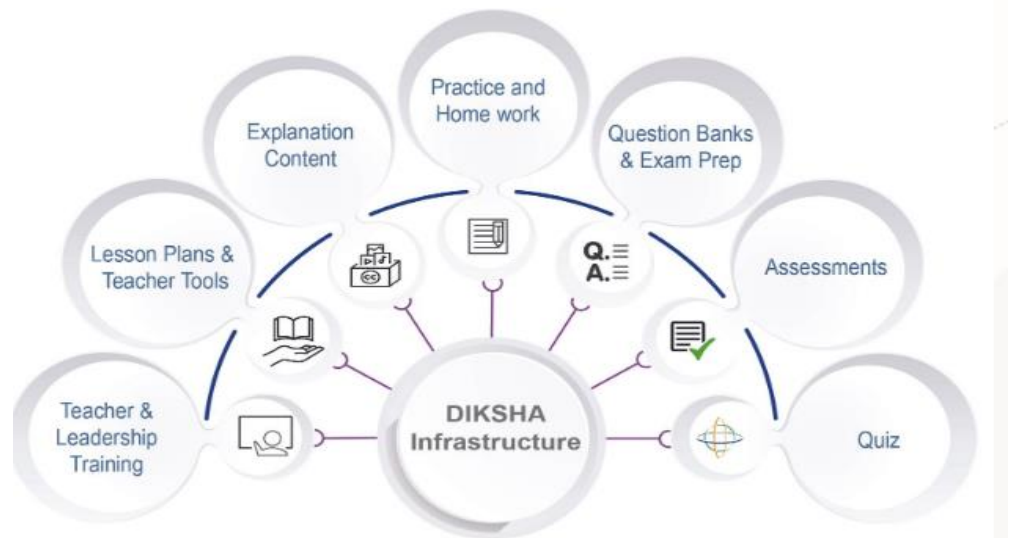 Practice and
Home work
Explanation
Content
Question Banks
& Exam Prep
Lesson Plans &
Teacher Tools
Q.
A.
Assessments
Teacher &
Leadership
Training
DIKSHA
Infrastructure
Quiz
cc